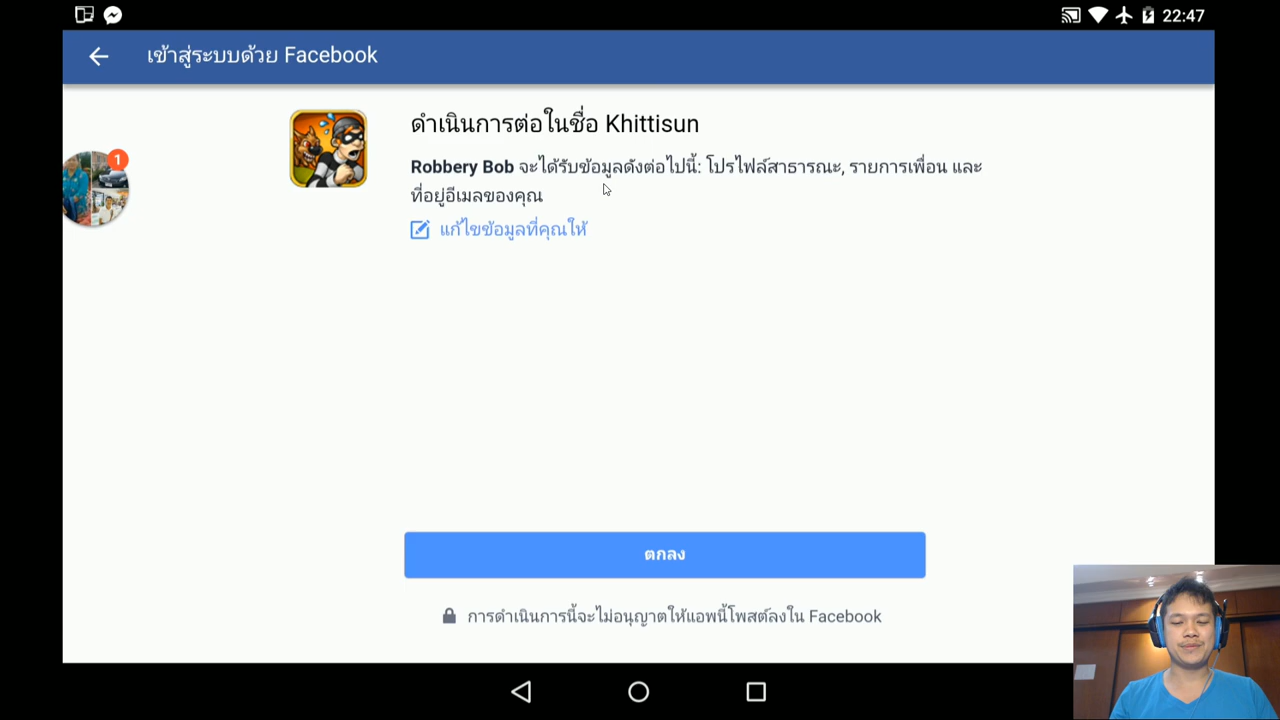 22:47
เข้าสู่ระบบด้วย Facebook
ดำเนินการต่อในชื่อ Khittisun
1
Robbery Bob จะได้รับข้อมูลดังต่อไปนี้: โปรไฟล์สาธารณะ, รายการเพื่อน และ
ที่อยู่อีเมลของคุณ
แก้ไขข้อมูลที่คุณให้
ตกลง
การดำเนินการนี้จะไม่อนุญาตให้แอพนี้โพสต์ลงใน Facebook